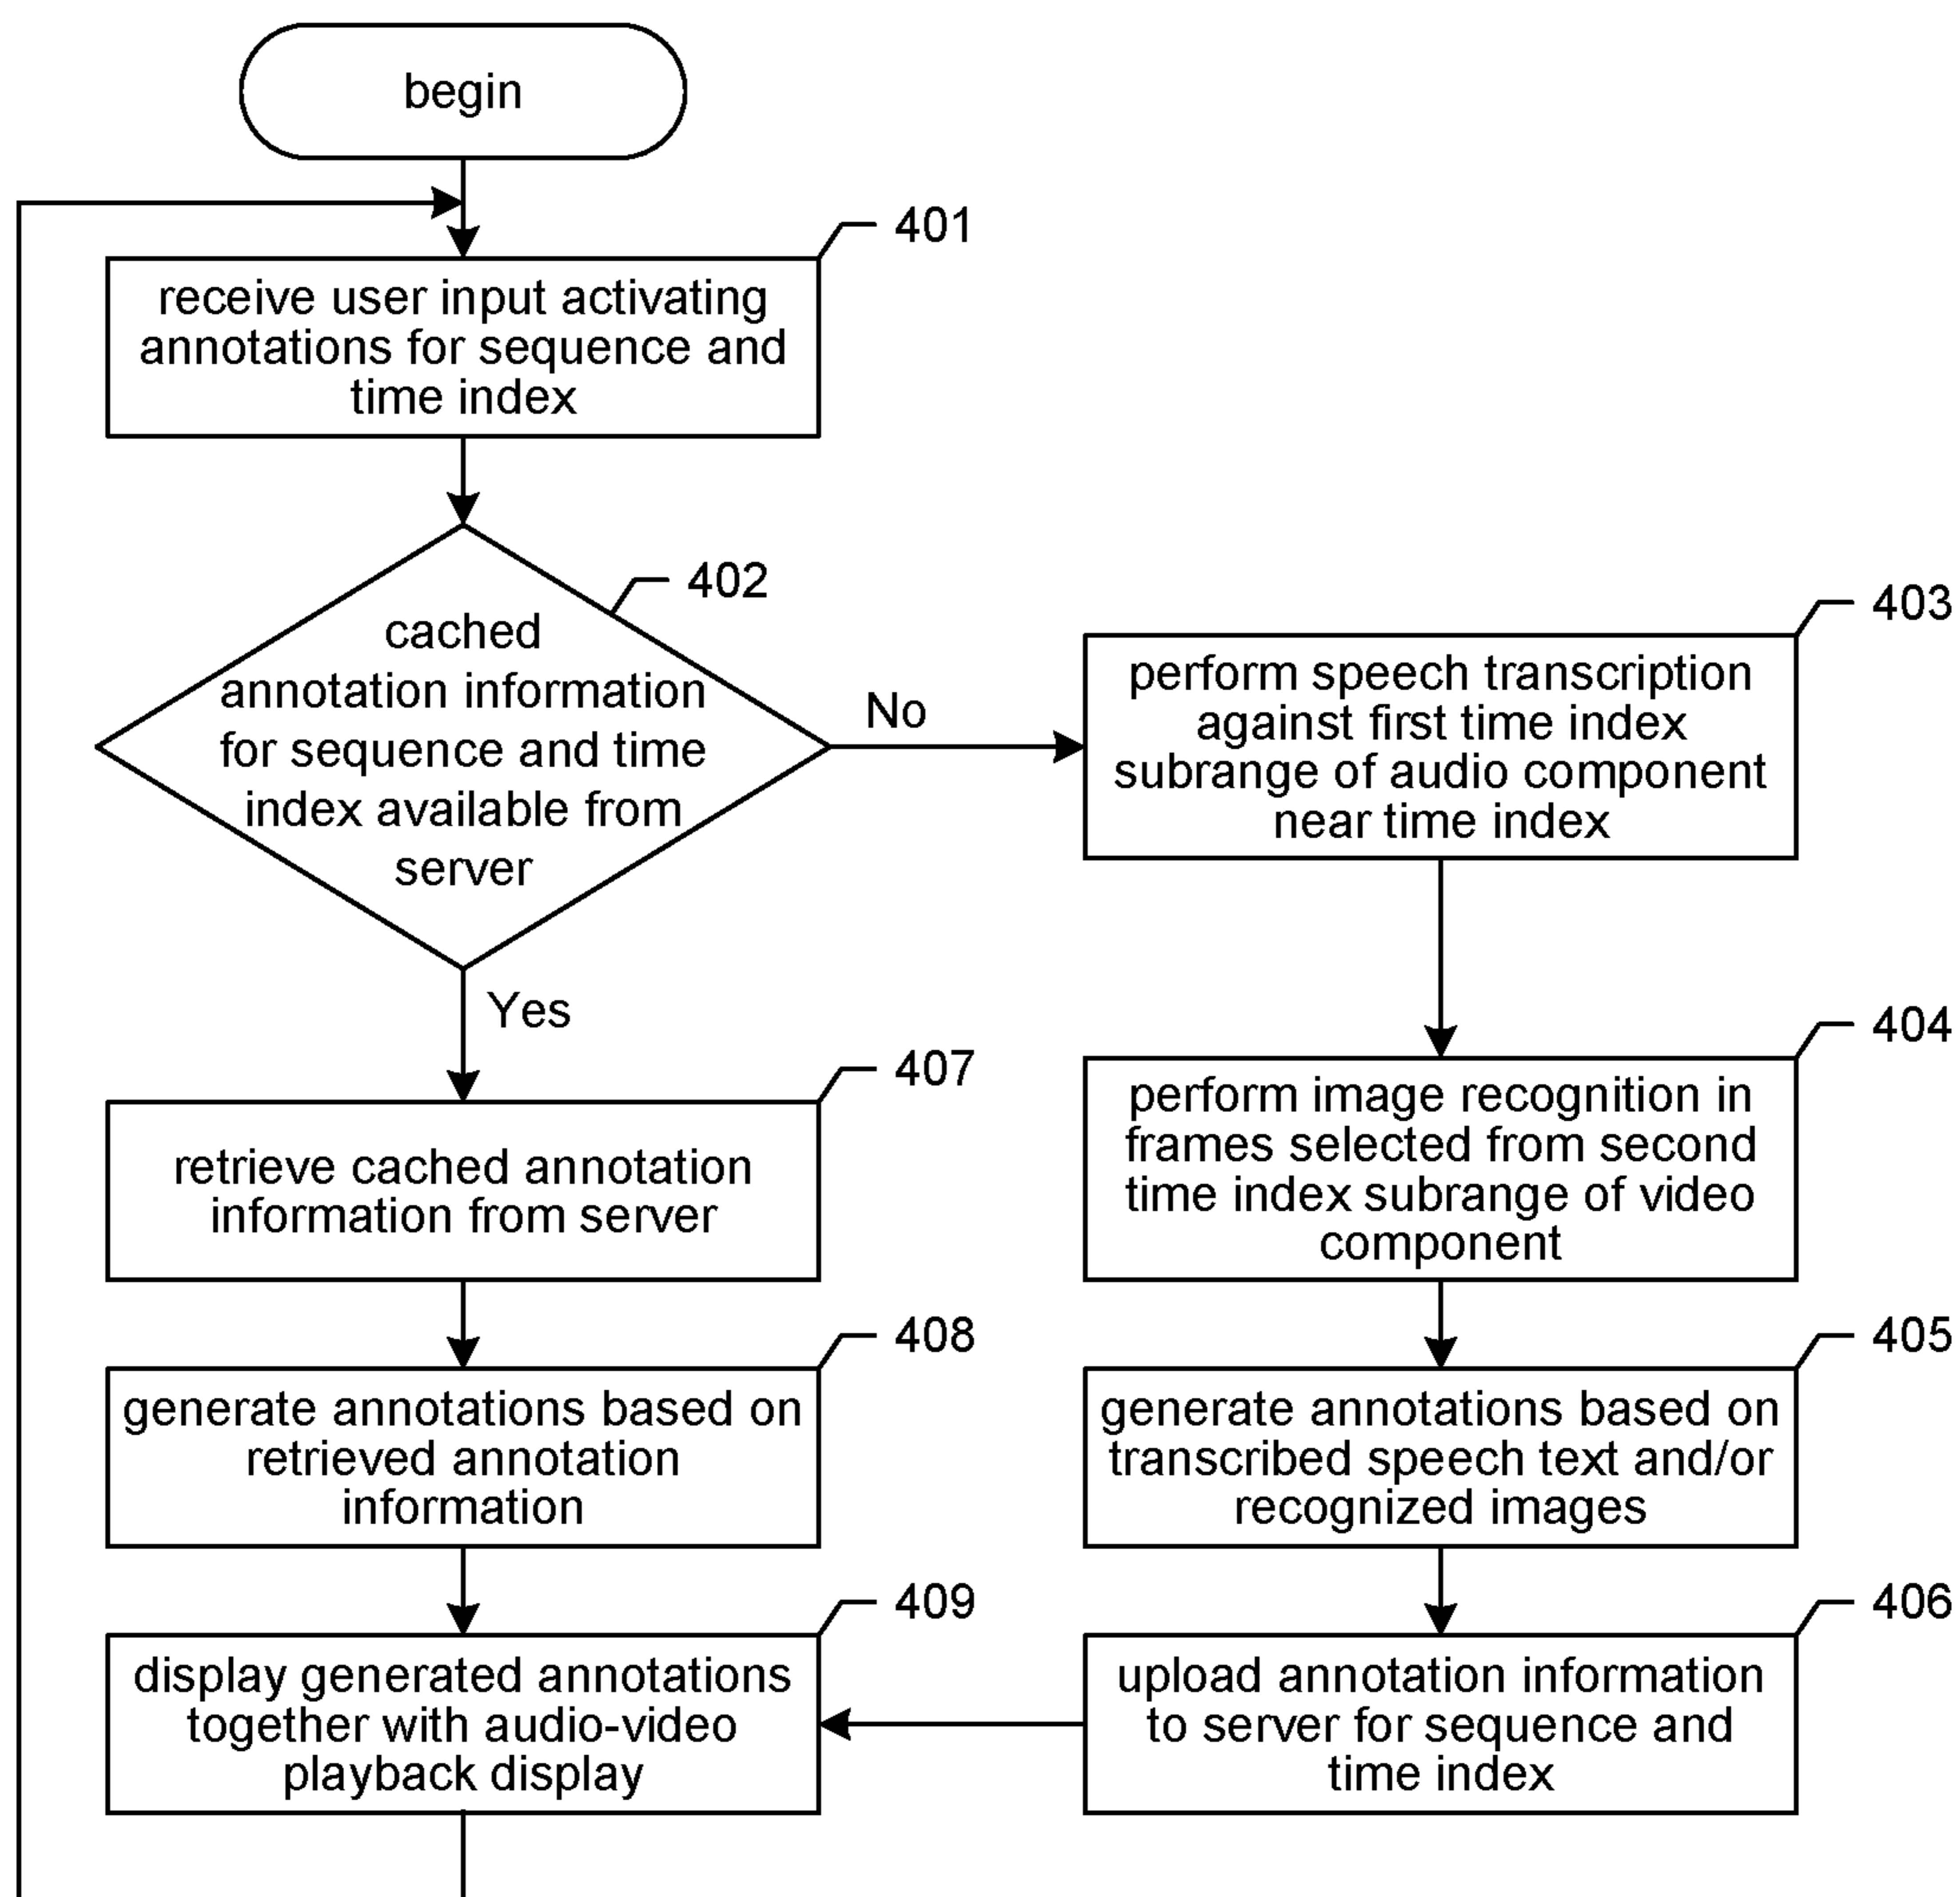 begin
401
receive user input activating
annotations for sequence and
time index
402
cached
annotation information
for sequence and time
index available from
server
No
Yes
403
perform speech transcription
against first time index
subrange of audio component
near time index
404
perform image recognition in
frames selected from second
time index subrange of video
component
405
generate annotations based on
transcribed speech text and/or
recognized images
406
upload annotation information
to server for sequence and
time index
407
retrieve cached annotation
information from server
408
generate annotations based on
retrieved annotation
information
409
display generated annotations
together with audio-video
playback display